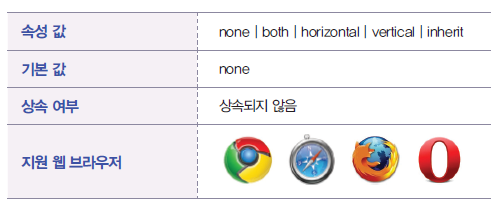 속성 값 none | both | horizontal | vertical | inherit
기본 값 none
상속 여부 상속되지 않음
지원 웹 브라우저